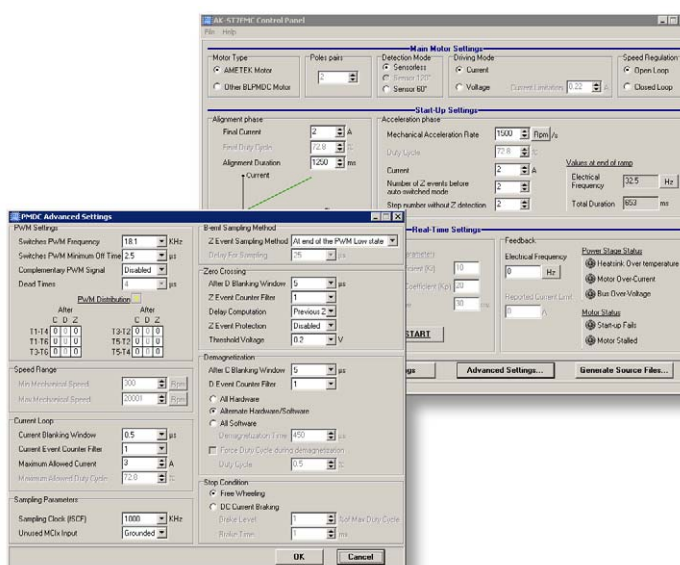 AK-ST7FMC Control Panel
File Help
Main Motor Settings
Motor Type
AMETEK Motor
Other BLPMDC Motor
Poles pairs
2
Detection Mode
Sensorless
Sensor 120°
Sensor 60°
Driving Mode
Current
Voltage
Current Limitation 0.22 A
Speed Regulation
Open Loop
Closed Loop
Start-Up Settings
Alignment phase
Final Current 2 A
Final Duty Cycle 72.8 %
Alignment Duration 1250 ms
Current
Acceleration phase
Mechanical Acceleration Rate 1500 Rpm /s
Duty Cycle 72.8 %
Current 2 A
Number of Z events before
auto switched mode 2
Step number without Z detection 2
Values at end of ramp
Electrical
Frequency 32.5 Hz
Total Duration 653 ms
Real-Time Settings
(Ki) 10
Coefficient (Kp) 20
30 ms
START
Feedback
Electrical Frequency
0 Hz
Reported Current Limit
0 A
Power Stage Status
Heatsink Over temperature
Motor Over-Current
Bus Over-Voltage
Motor Status
Start-up Fails
Motor Stalled
Advanced Settings...
Generate Source Files...
PMDC Advanced Settings
PWM Settings
Switches PWM Frequency 18.1 KHz
Switches PWM Minimum Off Time 2.5 µs
Complementary PWM Signal Disabled
Dead Times 4 µs
PWM Distribution
After After
C D Z C D Z
T1-T4 0 0 0 T3-T2 0 0 0
T1-T6 0 0 0 T5-T2 0 0 0
T3-T6 0 0 0 T5-T4 0 0 0
Speed Range
Min Mechanical Speed 300 Rpm
Max Mechanical Speed 20001 Rpm
Current Loop
Current Blanking Window 0.5 µs
Current Event Counter Filter 1
Maximum Allowed Current 3 A
Maximum Allowed Duty Cycle 72.8 %
Sampling Parameters
Sampling Clock (fSCF) 1000 KHz
Unused MCIx Input Grounded
B-emf Sampling Method
Z Event Sampling Method At end of the PWM Low state
Delay For Sampling 25 µs
Zero Crossing
After D Blanking Window 5 µs
Z Event Counter Filter 1
Delay Computation Previous Z
Z Event Protection Disabled
Threshold Voltage 0.2 V
Demagnetization
After C Blanking Window 5 µs
D Event Counter Filter 1
All Hardware
Alternate Hardware/Software
All Software
Demagnetization Time 450 µs
Force Duty Cycle during demagnetization
Duty Cycle 0.5 %
Stop Condition
Free Wheeling
DC Current Braking
Brake Level 1 % of Max Duty Cycle
Brake Time 1 ms
OK Cancel